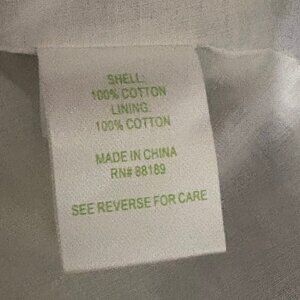 SHELL:
100% COTTON
LINING:
100% COTTON
MADE IN CHINA
RN# 88189
SEE REVERSE FOR CARE